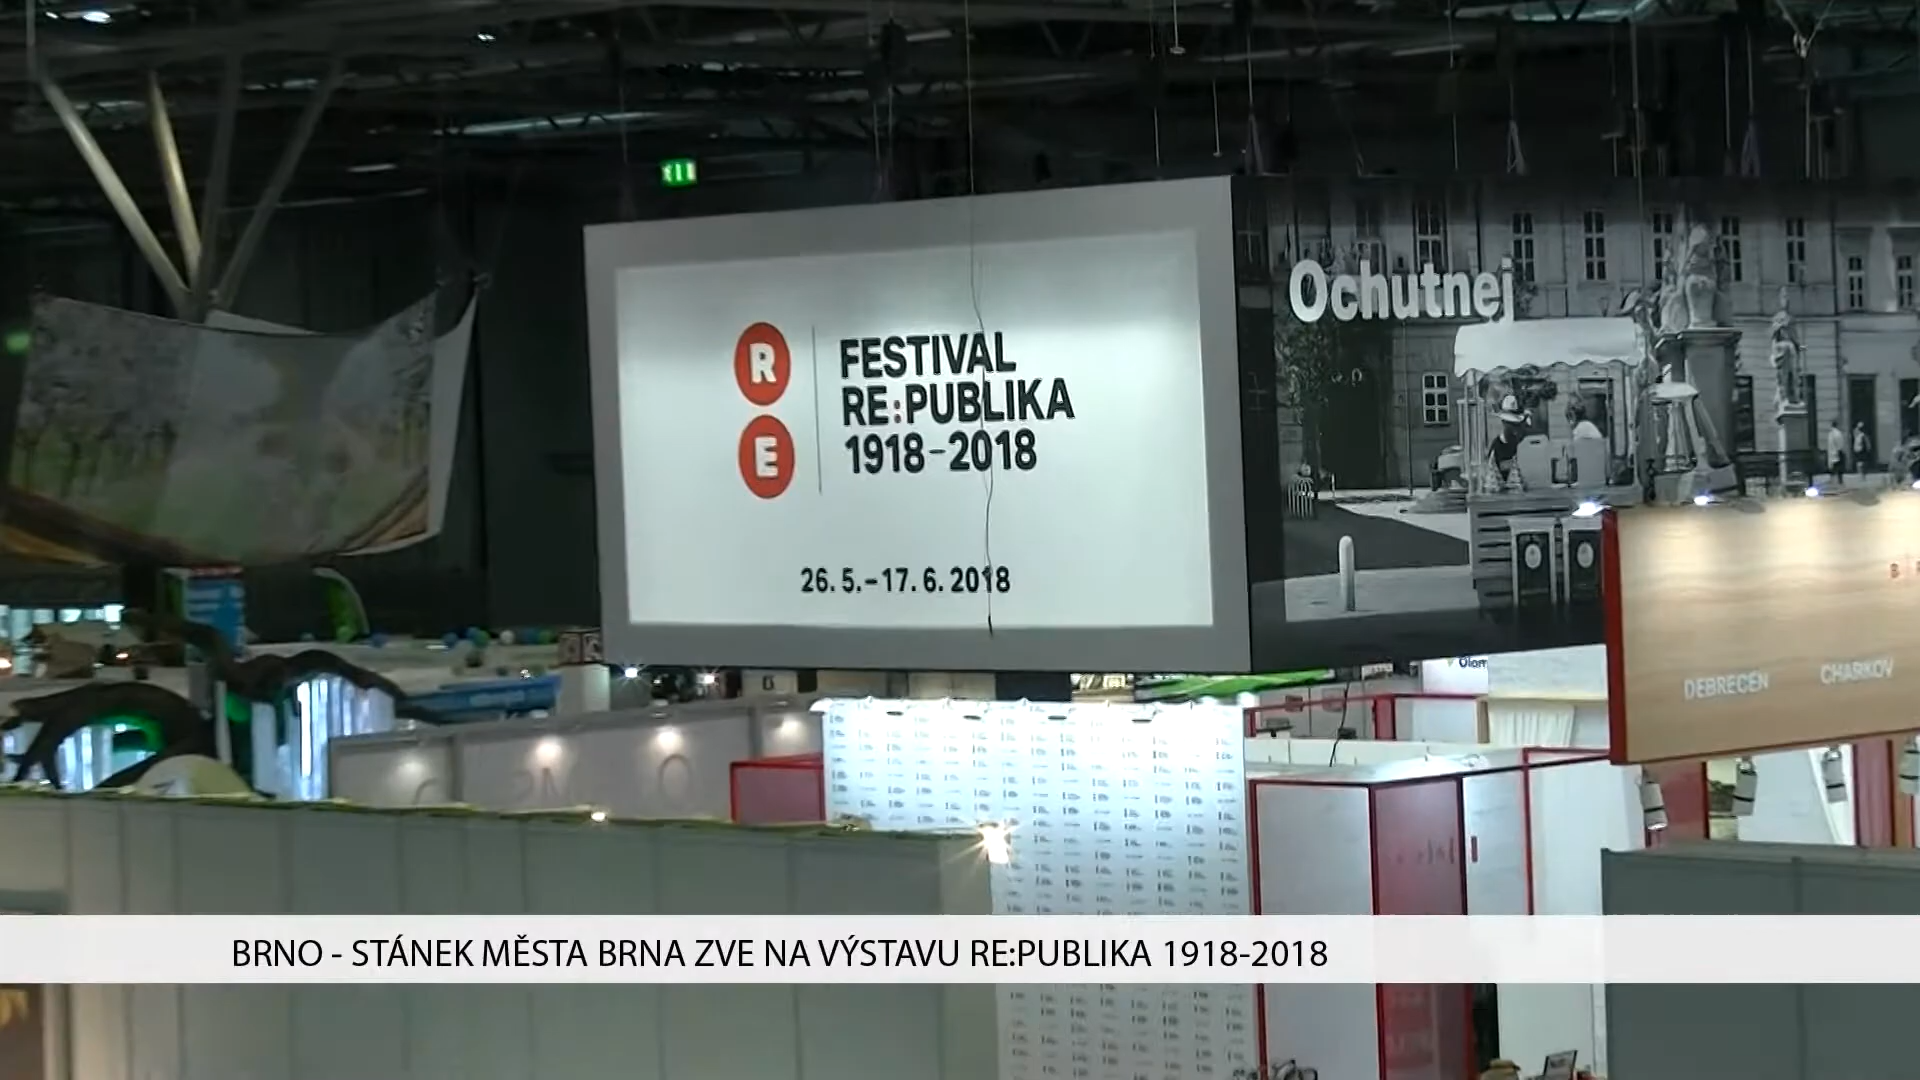 R
E
FESTIVAL
RE:PUBLIKA
1918-2018
26. 5.-17. 6. 2018
Ochutnej
DEBRECEN CHARKOV
BRNO - STÁNEK MĚSTA BRNA ZVE NA VÝSTAVU RE:PUBLIKA 1918-2018